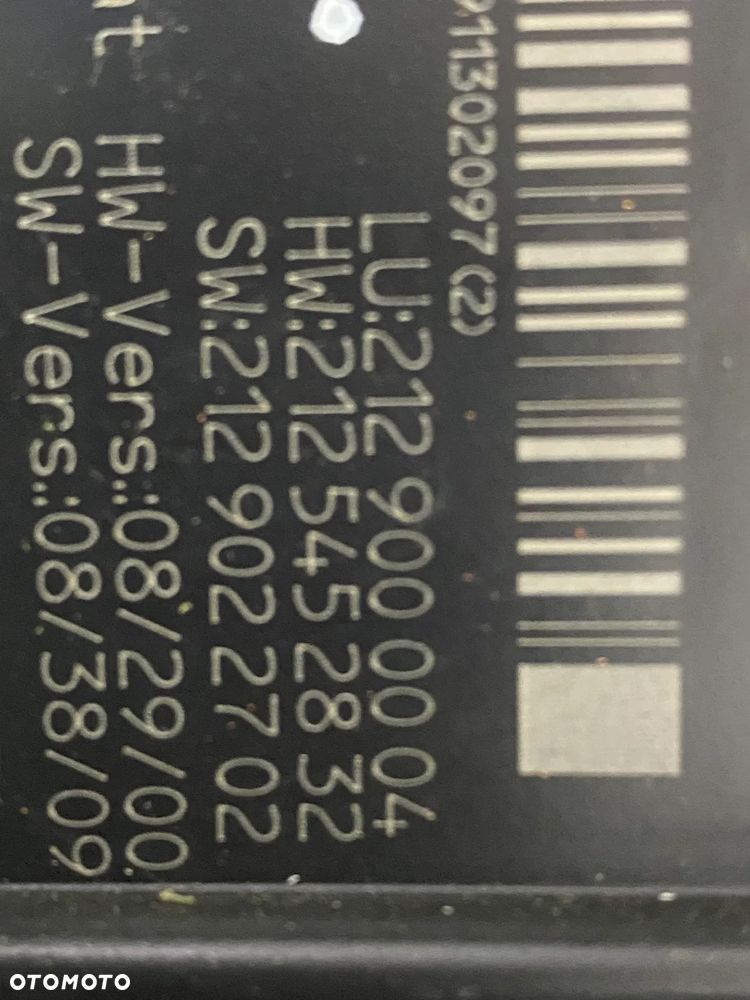 911302097 (2)
LU:212 900 00 04
HW:212 545 28 32
SW:212 902 27 02
HW-Vers.:08/29/00
SW-Vers.:08/38/09
OTOMOTO